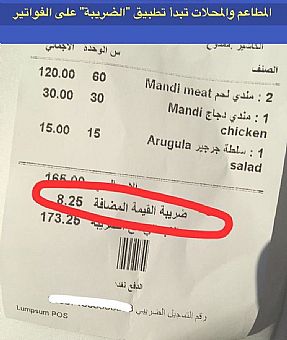 المطاعم والمحلات تبدأ تطبيق "الضريبة" على الفواتير
س الوحدة الاجمالي
الصنف
2 : مندي لحم Mandi meat 60 120.00
1 : مندي دجاج Mandi chicken 30 30.00
1 : سلطة جرجير Arugula salad 15 15.00
165.00
ضريبة القيمة المضافة 8.25
173.25
الدفع نقدا
رقم التسجيل الضريبي
Lumpsum POS